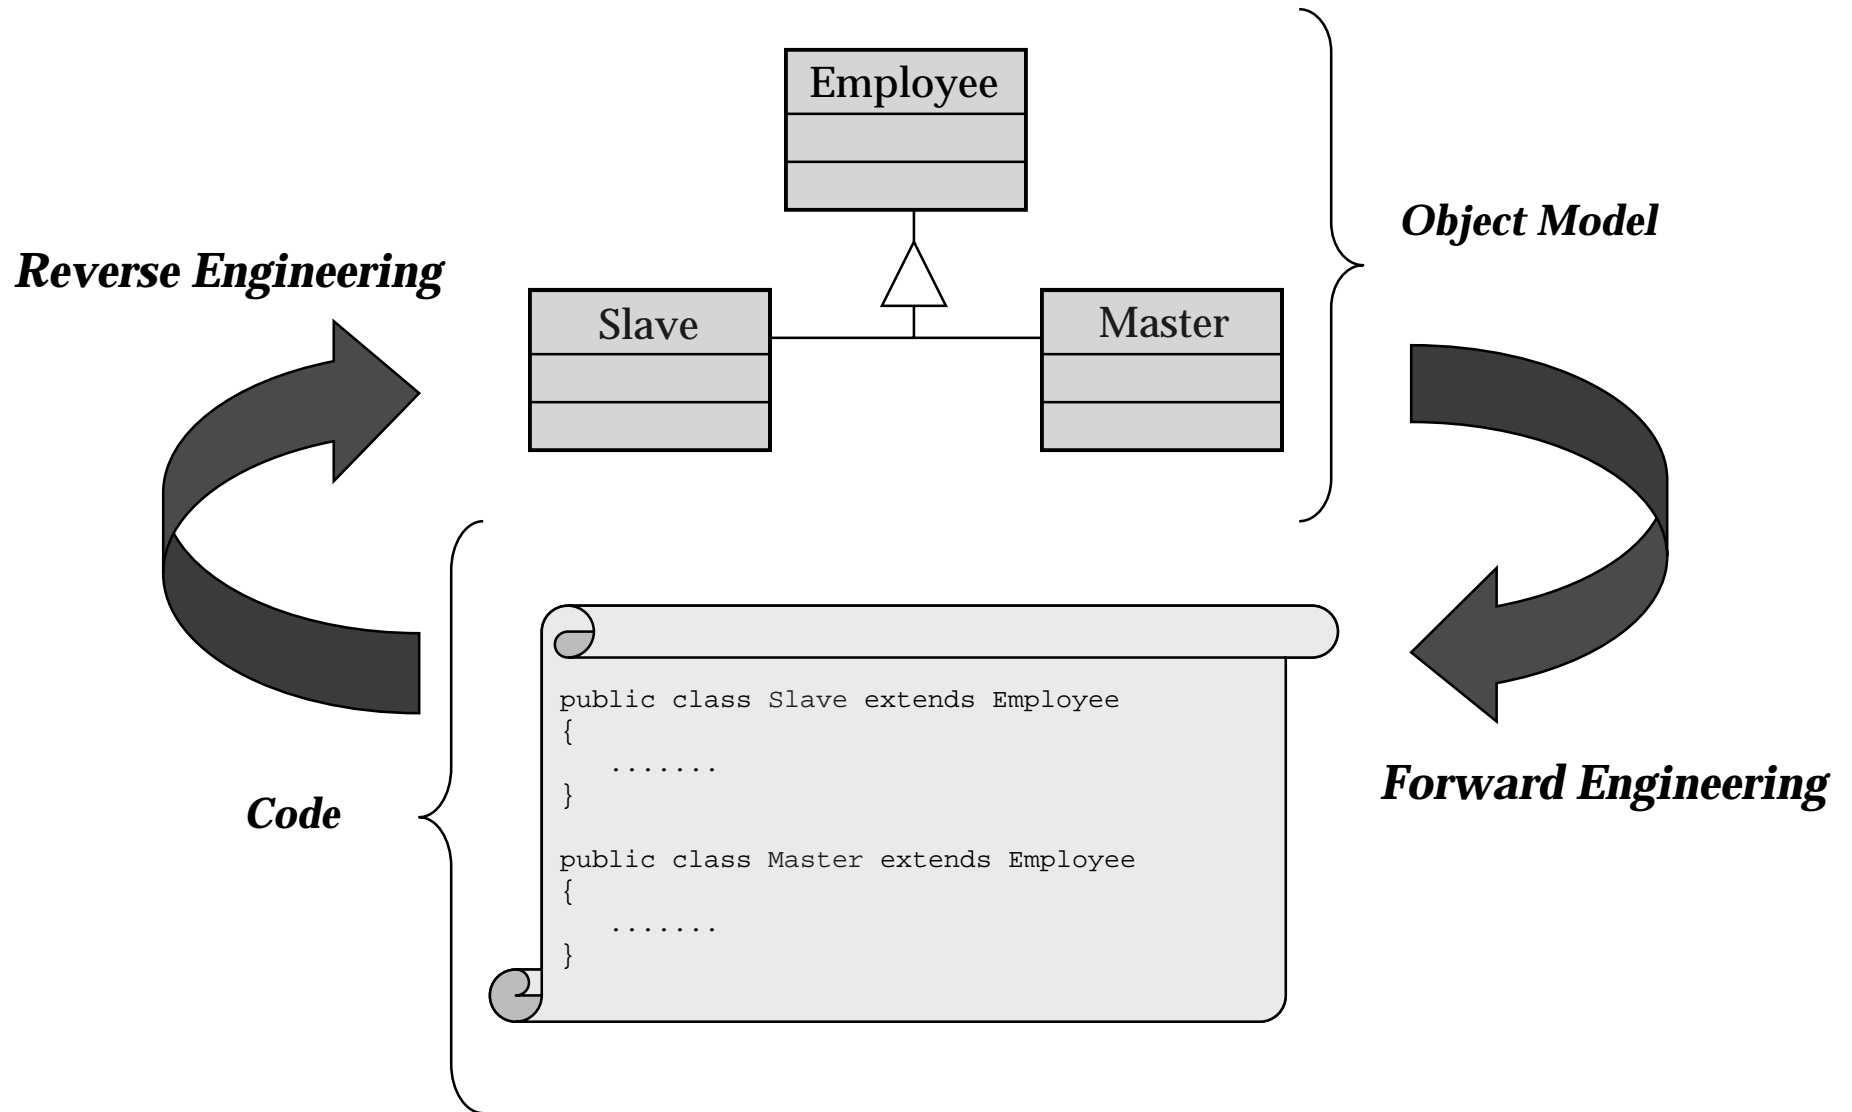 Employee
Object Model
Reverse Engineering
Slave
Master
public class Slave extends Employee
{
.......
}
Forward Engineering
Code
public class Master extends Employee
{
.......
}